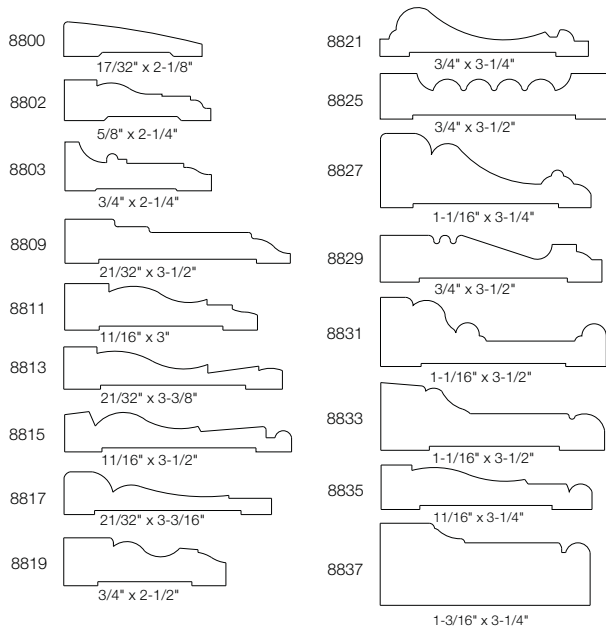 8800
17/32" x 2-1/8"
8802
5/8" x 2-1/4"
8803
3/4" x 2-1/4"
8809
21/32" x 3-1/2"
8811
11/16" x 3"
8813
21/32" x 3-3/8"
8815
11/16" x 3-1/2"
8817
21/32" x 3-3/16"
8819
3/4" x 2-1/2"
8821
3/4" x 3-1/4"
8825
3/4" x 3-1/2"
8827
1-1/16" x 3-1/4"
8829
3/4" x 3-1/2"
8831
1-1/16" x 3-1/2"
8833
1-1/16" x 3-1/2"
8835
11/16" x 3-1/4"
8837
1-3/16" x 3-1/4"